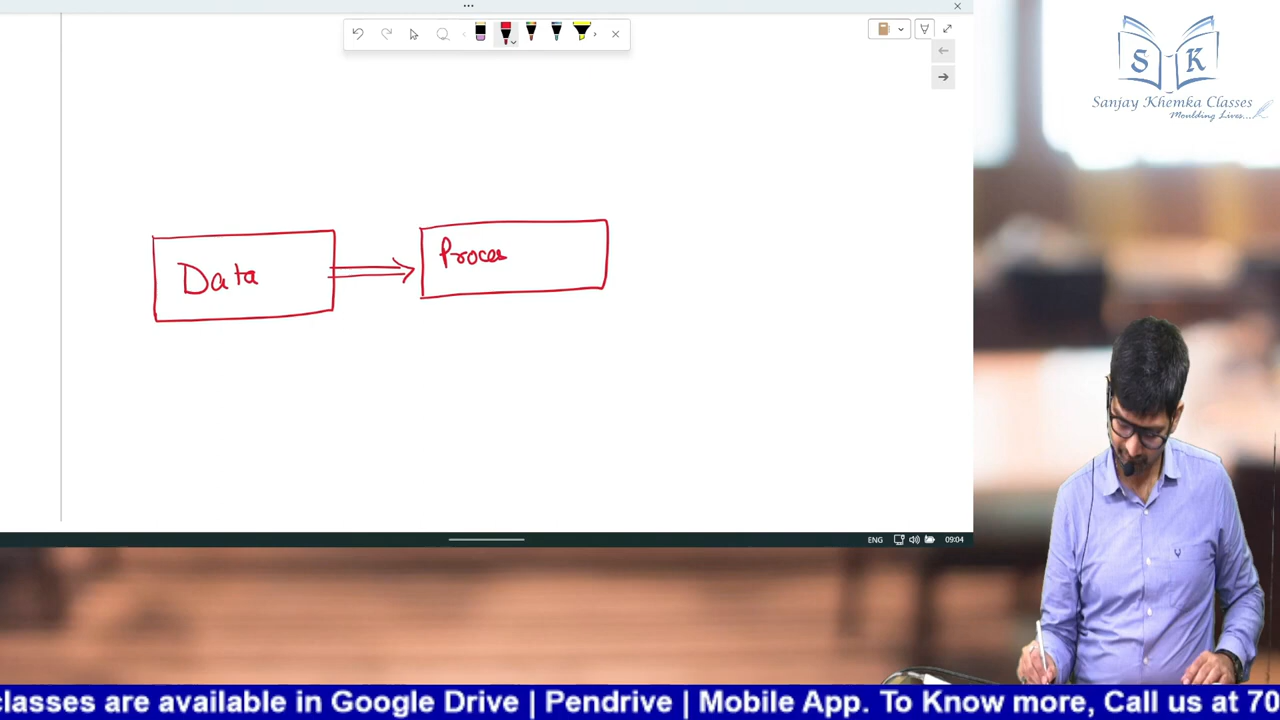 S K
Sanjay Khemka Classes
Moulding Lives...
Data
Proces
ENG 09:04
classes are available in Google Drive | Pendrive | Mobile App. To Know more, Call us at 70